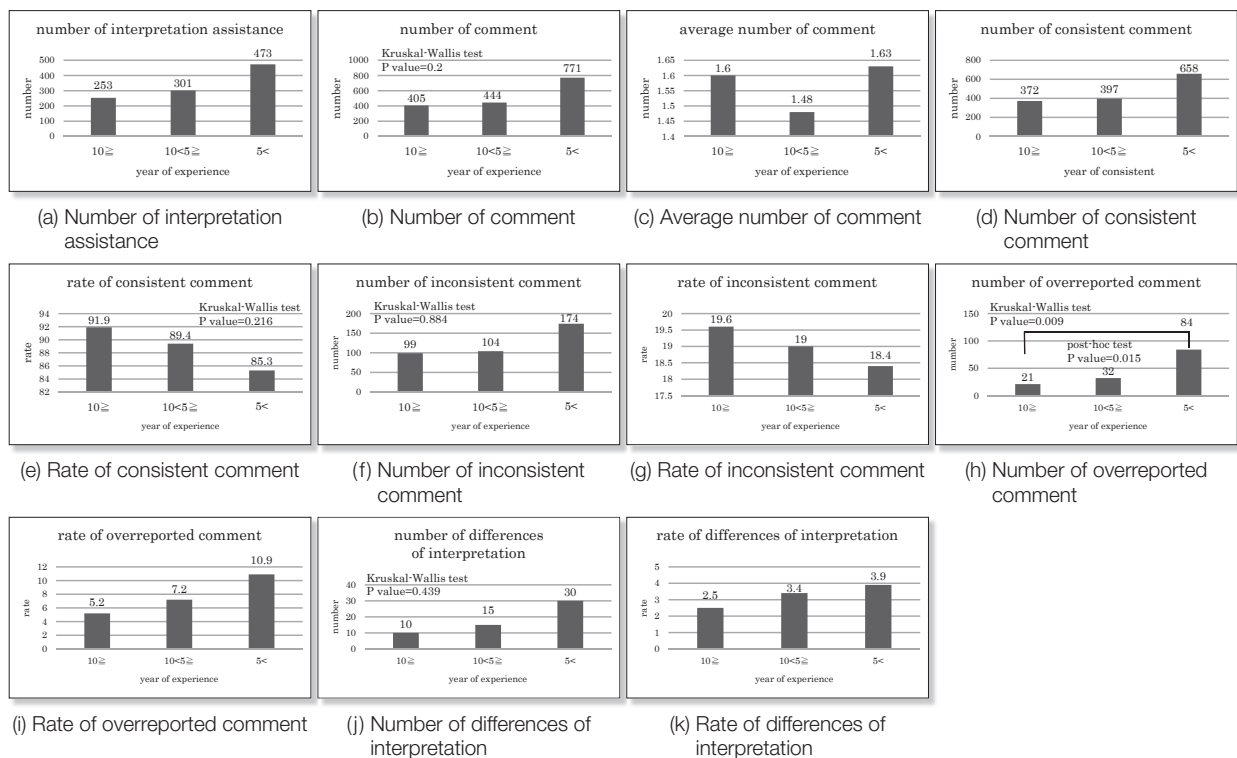 number of interpretation assistance
number
500
400
300
200
100
0
253
301
473
10≧
10<5≧
5<
year of experience
(a) Number of interpretation
assistance
number of comment
Kruskal-Wallis test
P value=0.2
number
1000
800
600
400
200
0
405
444
771
10≧
10<5≧
5<
year of experience
(b) Number of comment
average number of comment
number
1.65
1.6
1.55
1.5
1.45
1.4
1.6
1.48
1.63
10≧
10<5≧
5<
year of experience
(c) Average number of comment
number of consistent comment
number
800
600
400
200
0
372
397
658
10≧
10<5≧
5<
year of consistent
(d) Number of consistent
comment
rate of consistent comment
Kruskal-Wallis test
P value=0.216
rate
94
92
90
88
86
84
82
91.9
89.4
85.3
10≧
10<5≧
5<
year of experience
(e) Rate of consistent comment
number of inconsistent comment
Kruskal-Wallis test
P value=0.884
number
200
150
100
50
0
99
104
174
10≧
10<5≧
5<
year of experience
(f) Number of inconsistent
comment
rate of inconsistent comment
rate
20
19.5
19
18.5
18
17.5
19.6
19
18.4
10≧
10<5≧
5<
year of experience
(g) Rate of inconsistent comment
number of overreported comment
Kruskal-Wallis test
P value=0.009
post-hoc test
P value=0.015
number
150
100
50
0
21
32
84
10≧
10<5≧
5<
year of experience
(h) Number of overreported
comment
rate of overreported comment
rate
12
10
8
6
4
2
0
5.2
7.2
10.9
10≧
10<5≧
5<
year of experience
(i) Rate of overreported comment
number of differences
of interpretation
Kruskal-Wallis test
P value=0.439
number
40
30
20
10
0
10
15
30
10≧
10<5≧
5<
year of experience
(j) Number of differences of
interpretation
rate of differences of interpretation
rate
5
4
3
2
1
0
2.5
3.4
3.9
10≧
10<5≧
5<
year of experience
(k) Rate of differences of
interpretation